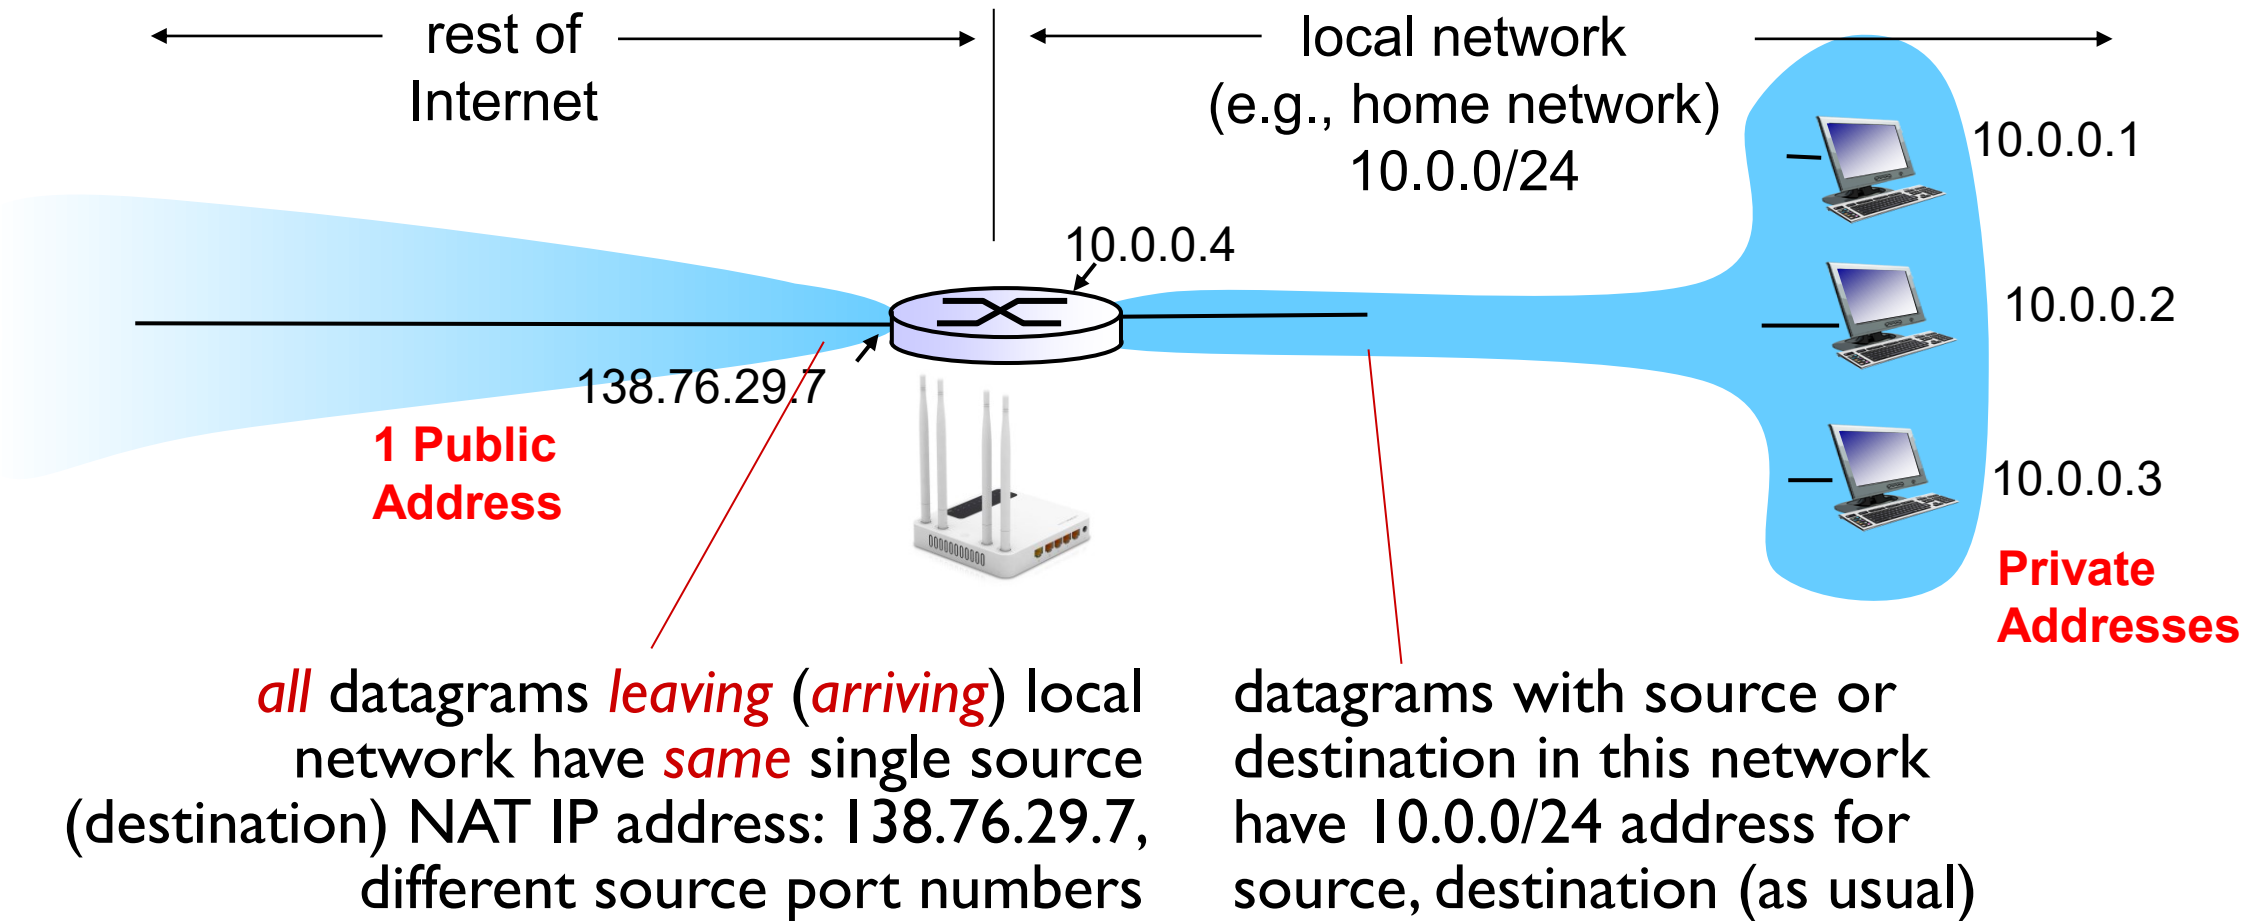 rest of
Internet
local network
(e.g., home network)
10.0.0/24
10.0.0.1
10.0.0.4
10.0.0.2
138.76.29.7
1 Public
Address
10.0.0.3
Private
Addresses
all datagrams leaving (arriving) local
network have same single source
(destination) NAT IP address: 138.76.29.7,
different source port numbers
datagrams with source or
destination in this network
have 10.0.0/24 address for
source, destination (as usual)